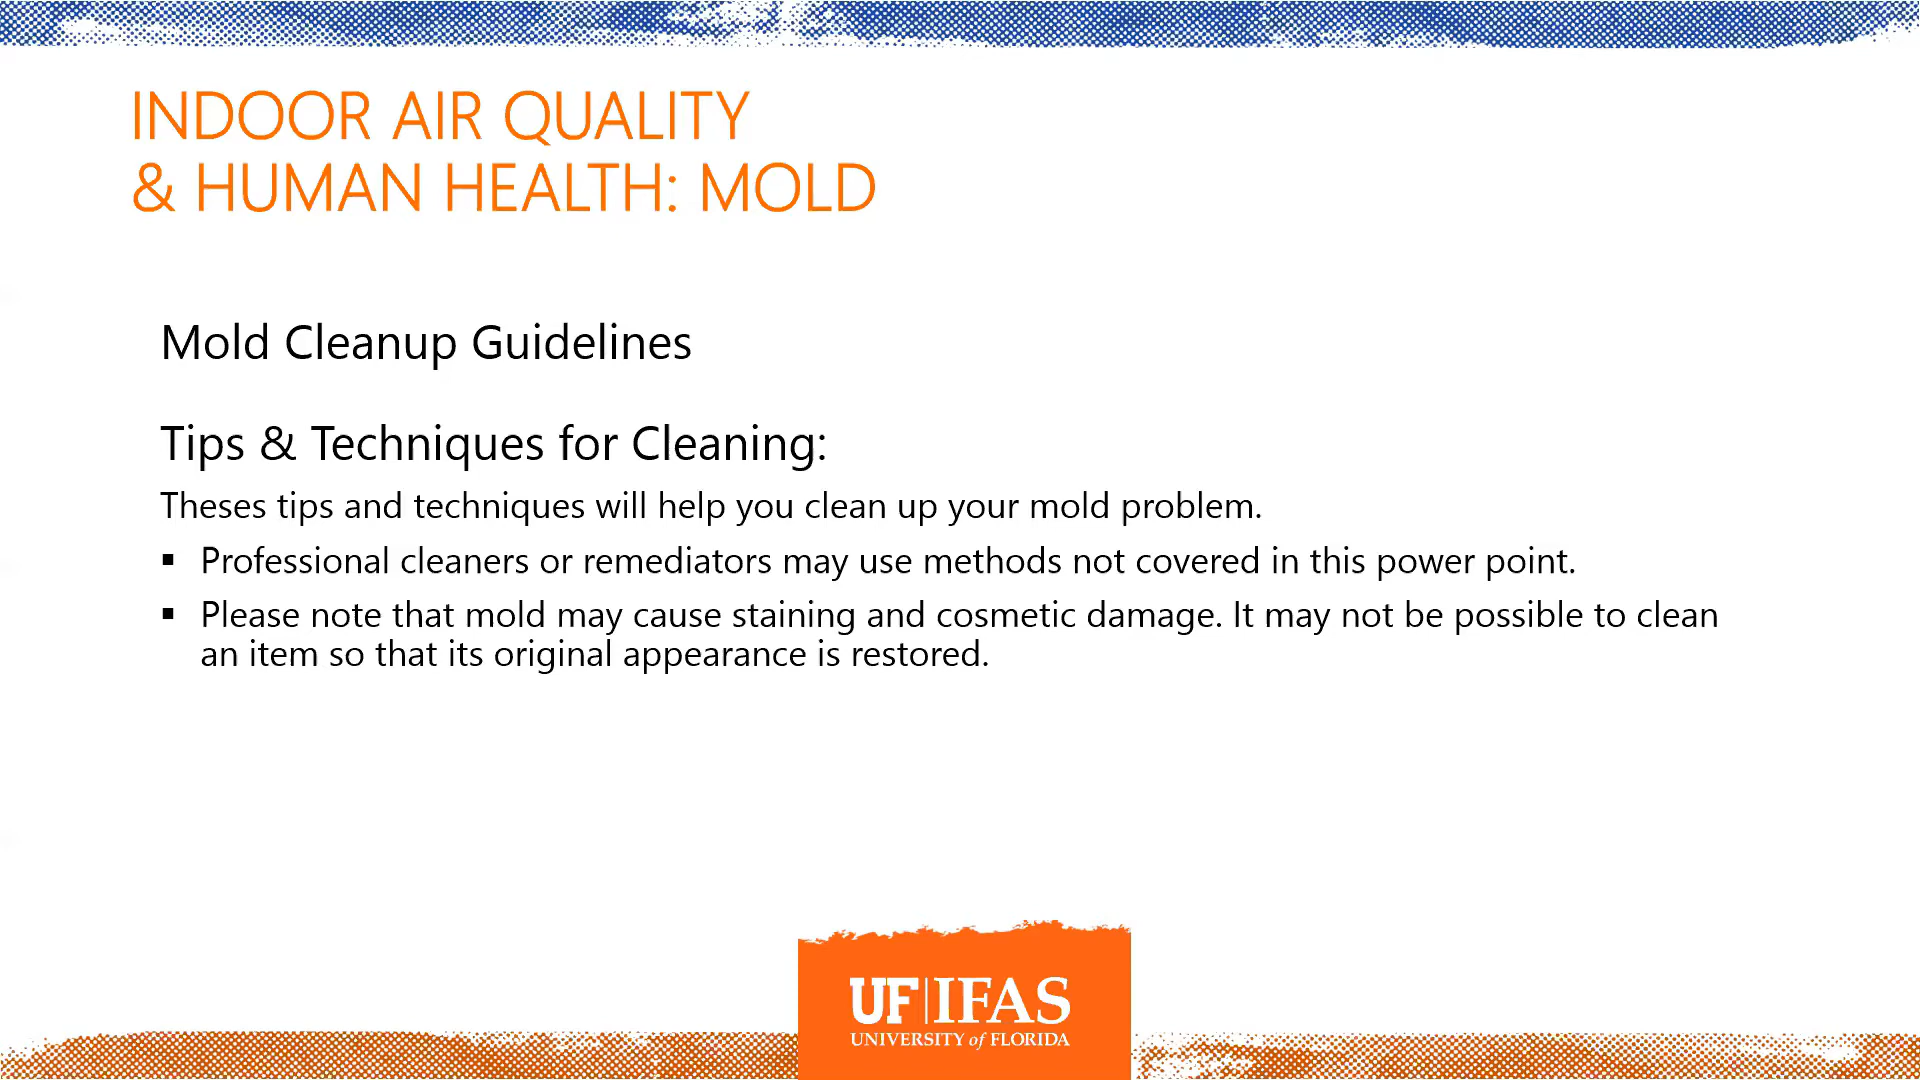 INDOOR AIR QUALITY
& HUMAN HEALTH: MOLD
Mold Cleanup Guidelines
Tips & Techniques for Cleaning:
Theses tips and techniques will help you clean up your mold problem.
▪ Professional cleaners or remediators may use methods not covered in this power point.
▪ Please note that mold may cause staining and cosmetic damage. It may not be possible to clean
an item so that its original appearance is restored.
UF|IFAS
UNIVERSITY of FLORIDA